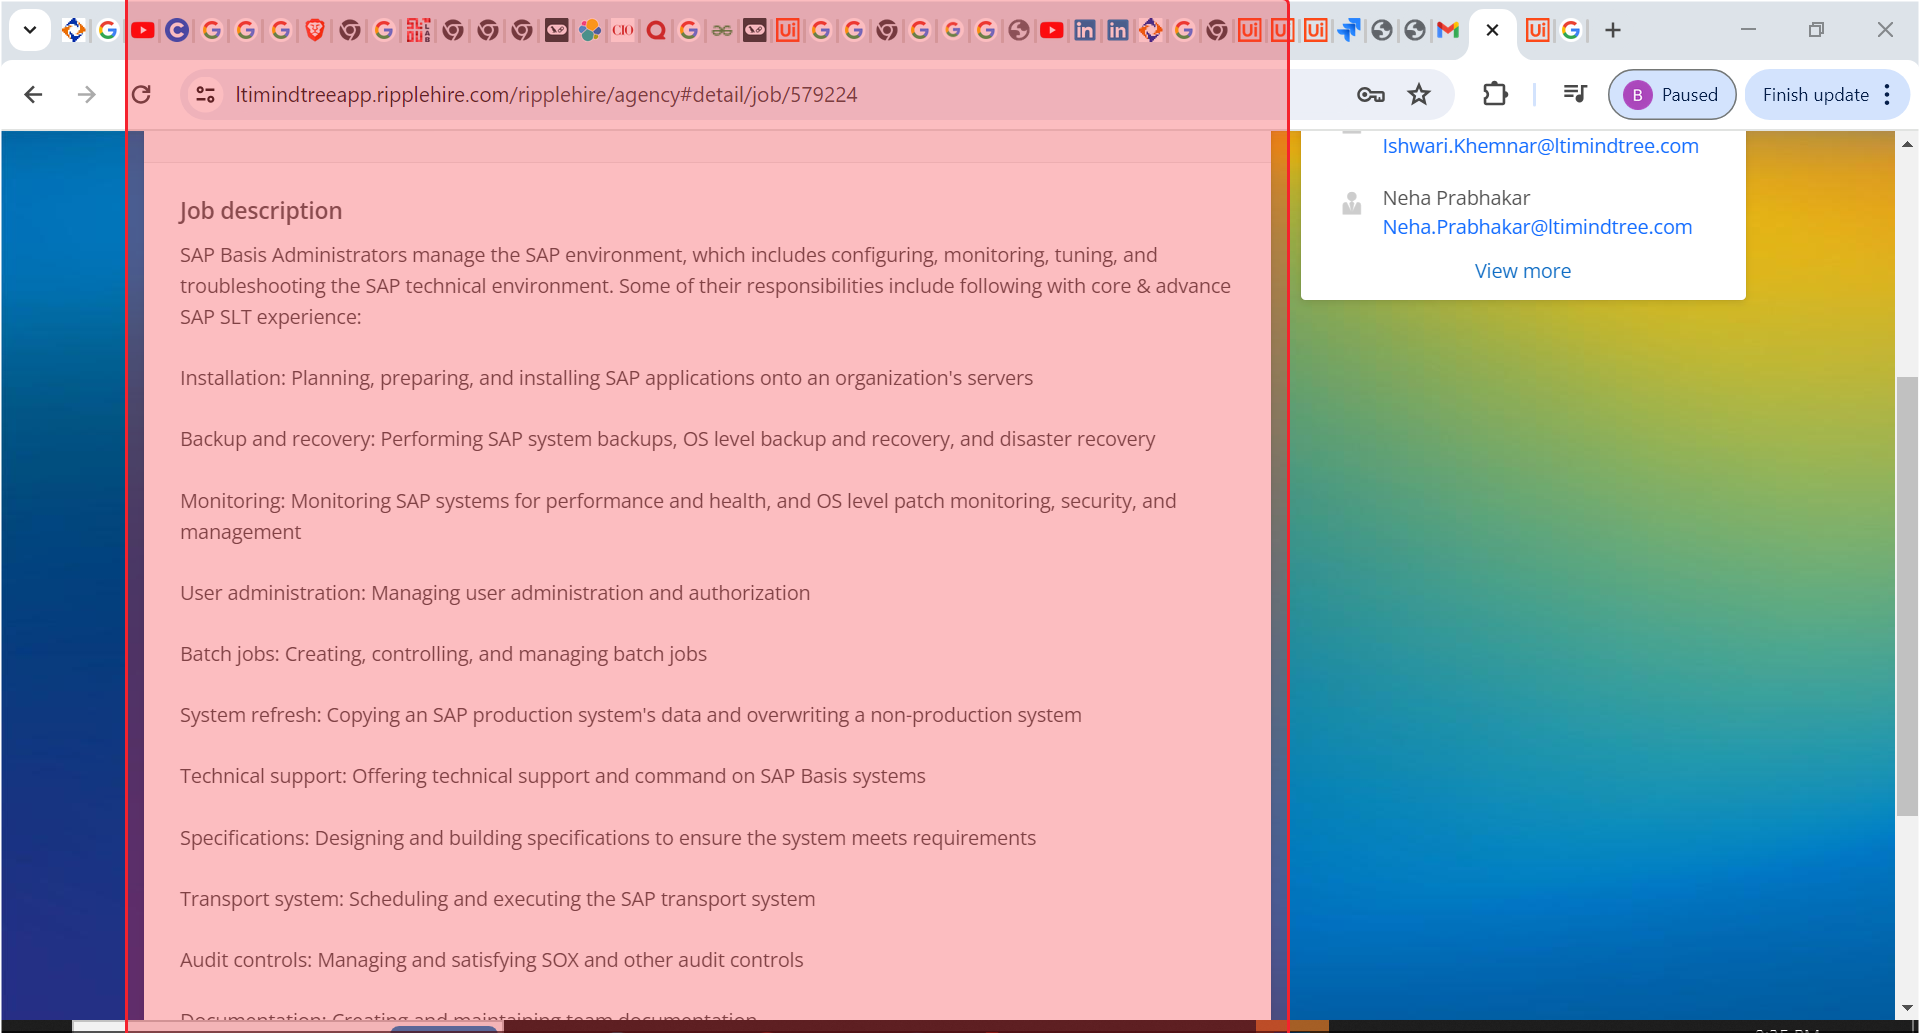 CIO
ltimindtreeapp.ripplehire.com/ripplehire/agency#detail/job/579224
B Paused
Finish update
Ishwari.Khemnar@ltimindtree.com
Neha Prabhakar
Neha.Prabhakar@ltimindtree.com
View more
Job description
SAP Basis Administrators manage the SAP environment, which includes configuring, monitoring, tuning, and
troubleshooting the SAP technical environment. Some of their responsibilities include following with core & advance
SAP SLT experience:
Installation: Planning, preparing, and installing SAP applications onto an organization's servers
Backup and recovery: Performing SAP system backups, OS level backup and recovery, and disaster recovery
Monitoring: Monitoring SAP systems for performance and health, and OS level patch monitoring, security, and
management
User administration: Managing user administration and authorization
Batch jobs: Creating, controlling, and managing batch jobs
System refresh: Copying an SAP production system's data and overwriting a non-production system
Technical support: Offering technical support and command on SAP Basis systems
Specifications: Designing and building specifications to ensure the system meets requirements
Transport system: Scheduling and executing the SAP transport system
Audit controls: Managing and satisfying SOX and other audit controls
Documentation: Creating and maintaining team documentation